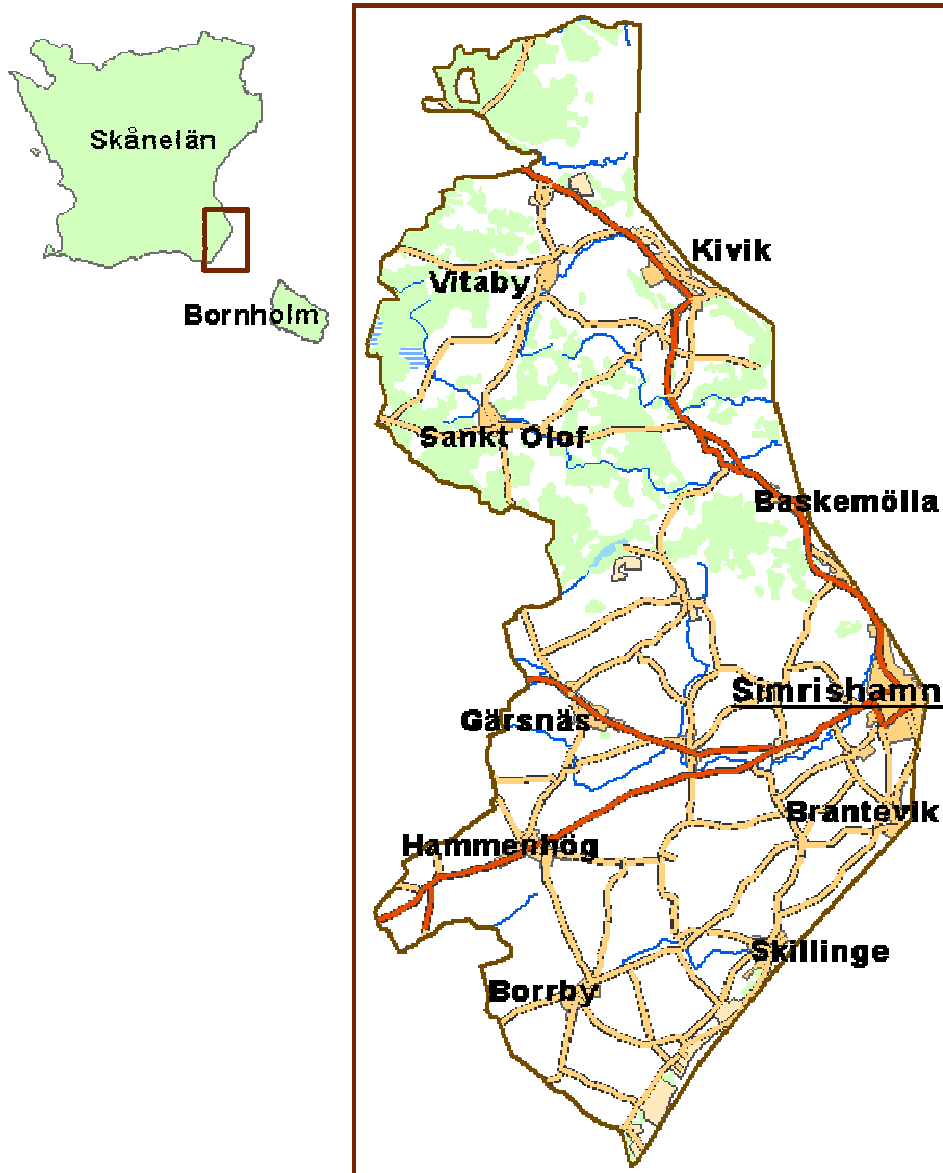 Skånelän
Bornholm
Kivik
Vitaby
Sankt Olof
Baskemölla
Simrishamn
Gärsnäs
Brantevik
Hammenhög
Skillinge
Borrby